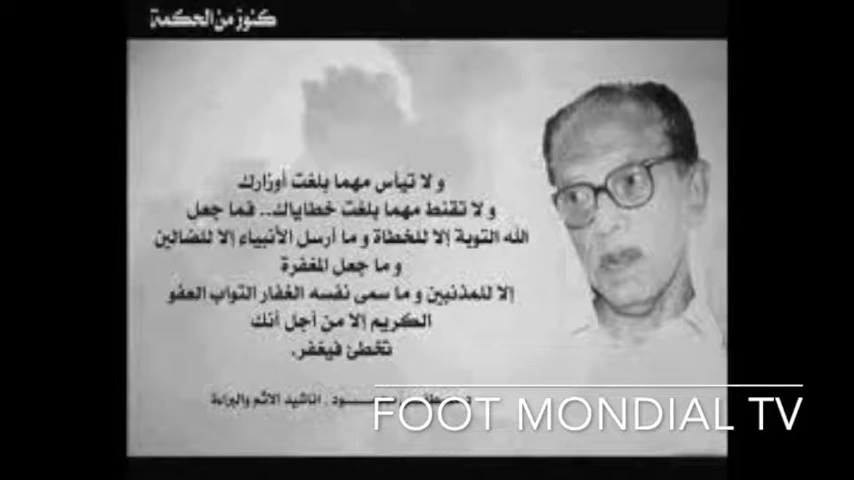 كنوز من الحكمة
و لا تيأس مهما بلغت أوزارك
و لا تقنط مهما بلغت خطاياك.. فما جعل
الله التوبة إلا للخطاة و ما أرسل الأنبياء إلا للضالين
و ما جعل المغفرة
إلا للمذنبين و ما سمى نفسه الغفار التواب العفو
الكريم إلا من أجل أنك
تخطئ فيغفر.
اناشيد الاثم والبراءة
FOOT MONDIAL TV